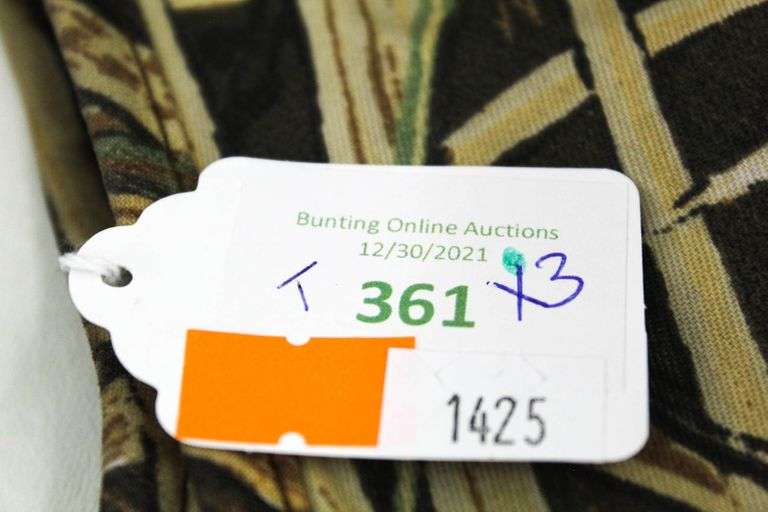 Bunting Online Auctions
12/30/2021
T 361 x3
1425